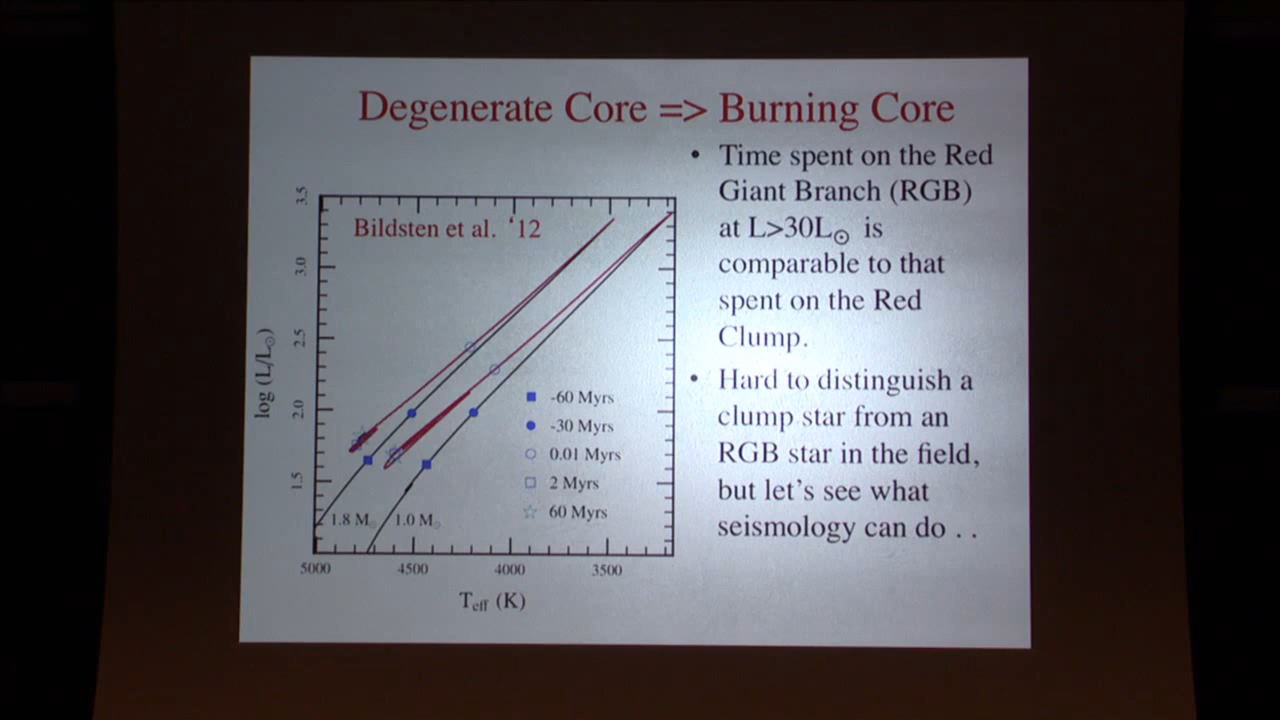 Degenerate Core => Burning Core
• Time spent on the Red
Giant Branch (RGB)
at L>30L⊙ is
comparable to that
spent on the Red
Clump.
• Hard to distinguish a
clump star from an
RGB star in the field,
but let's see what
seismology can do . .
Bildsten et al. '12
log (L/L⊙)
3.5
3.0
2.5
2.0
1.5
-60 Myrs
-30 Myrs
0.01 Myrs
2 Myrs
60 Myrs
1.8 M⊙
1.0 M⊙
5000
4500
4000
3500
Teff (K)